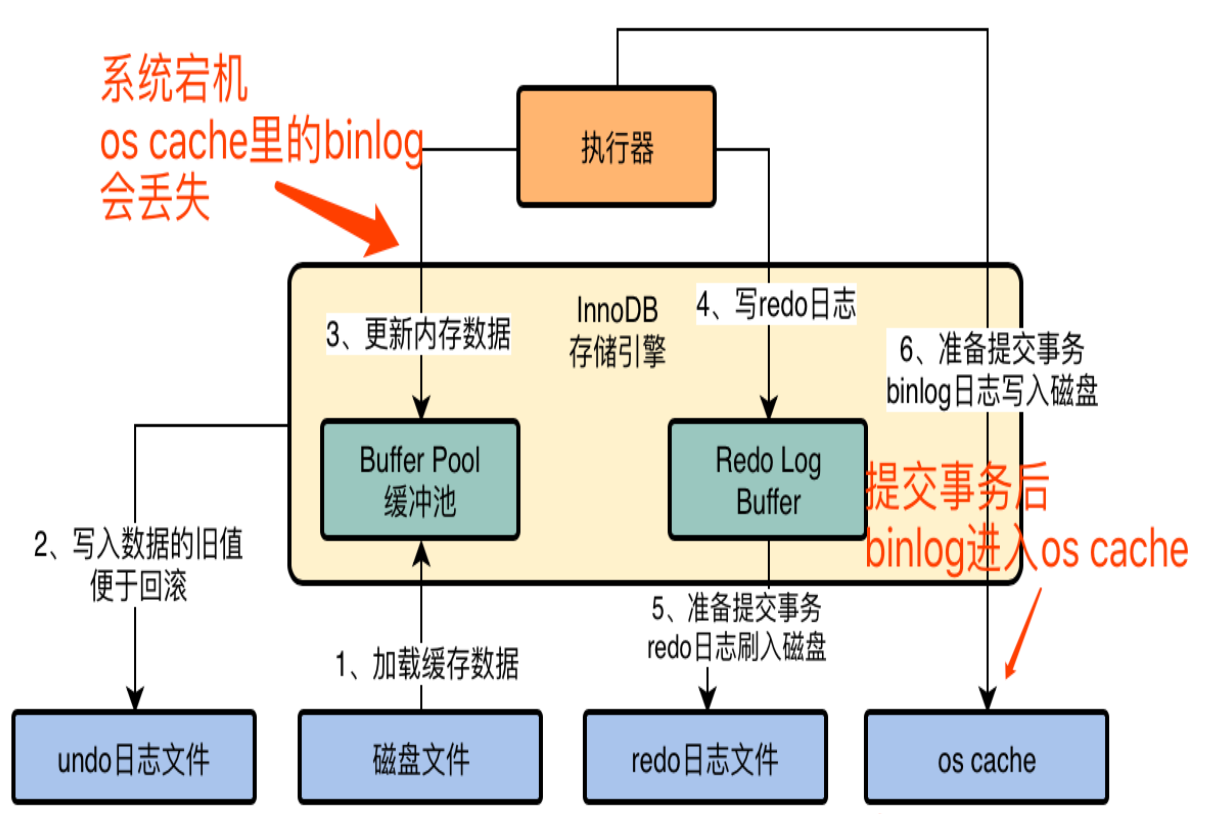 系统宕机
os cache里的binlog
会丢失
执行器
InnoDB
存储引擎
3、更新内存数据
4、写redo日志
6、准备提交事务
binlog日志写入磁盘
Buffer Pool
缓冲池
Redo Log
Buffer
提交事务后
binlog进入os cache
2、写入数据的旧值
便于回滚
1、加载缓存数据
5、准备提交事务
redo日志刷入磁盘
undo日志文件
磁盘文件
redo日志文件
os cache